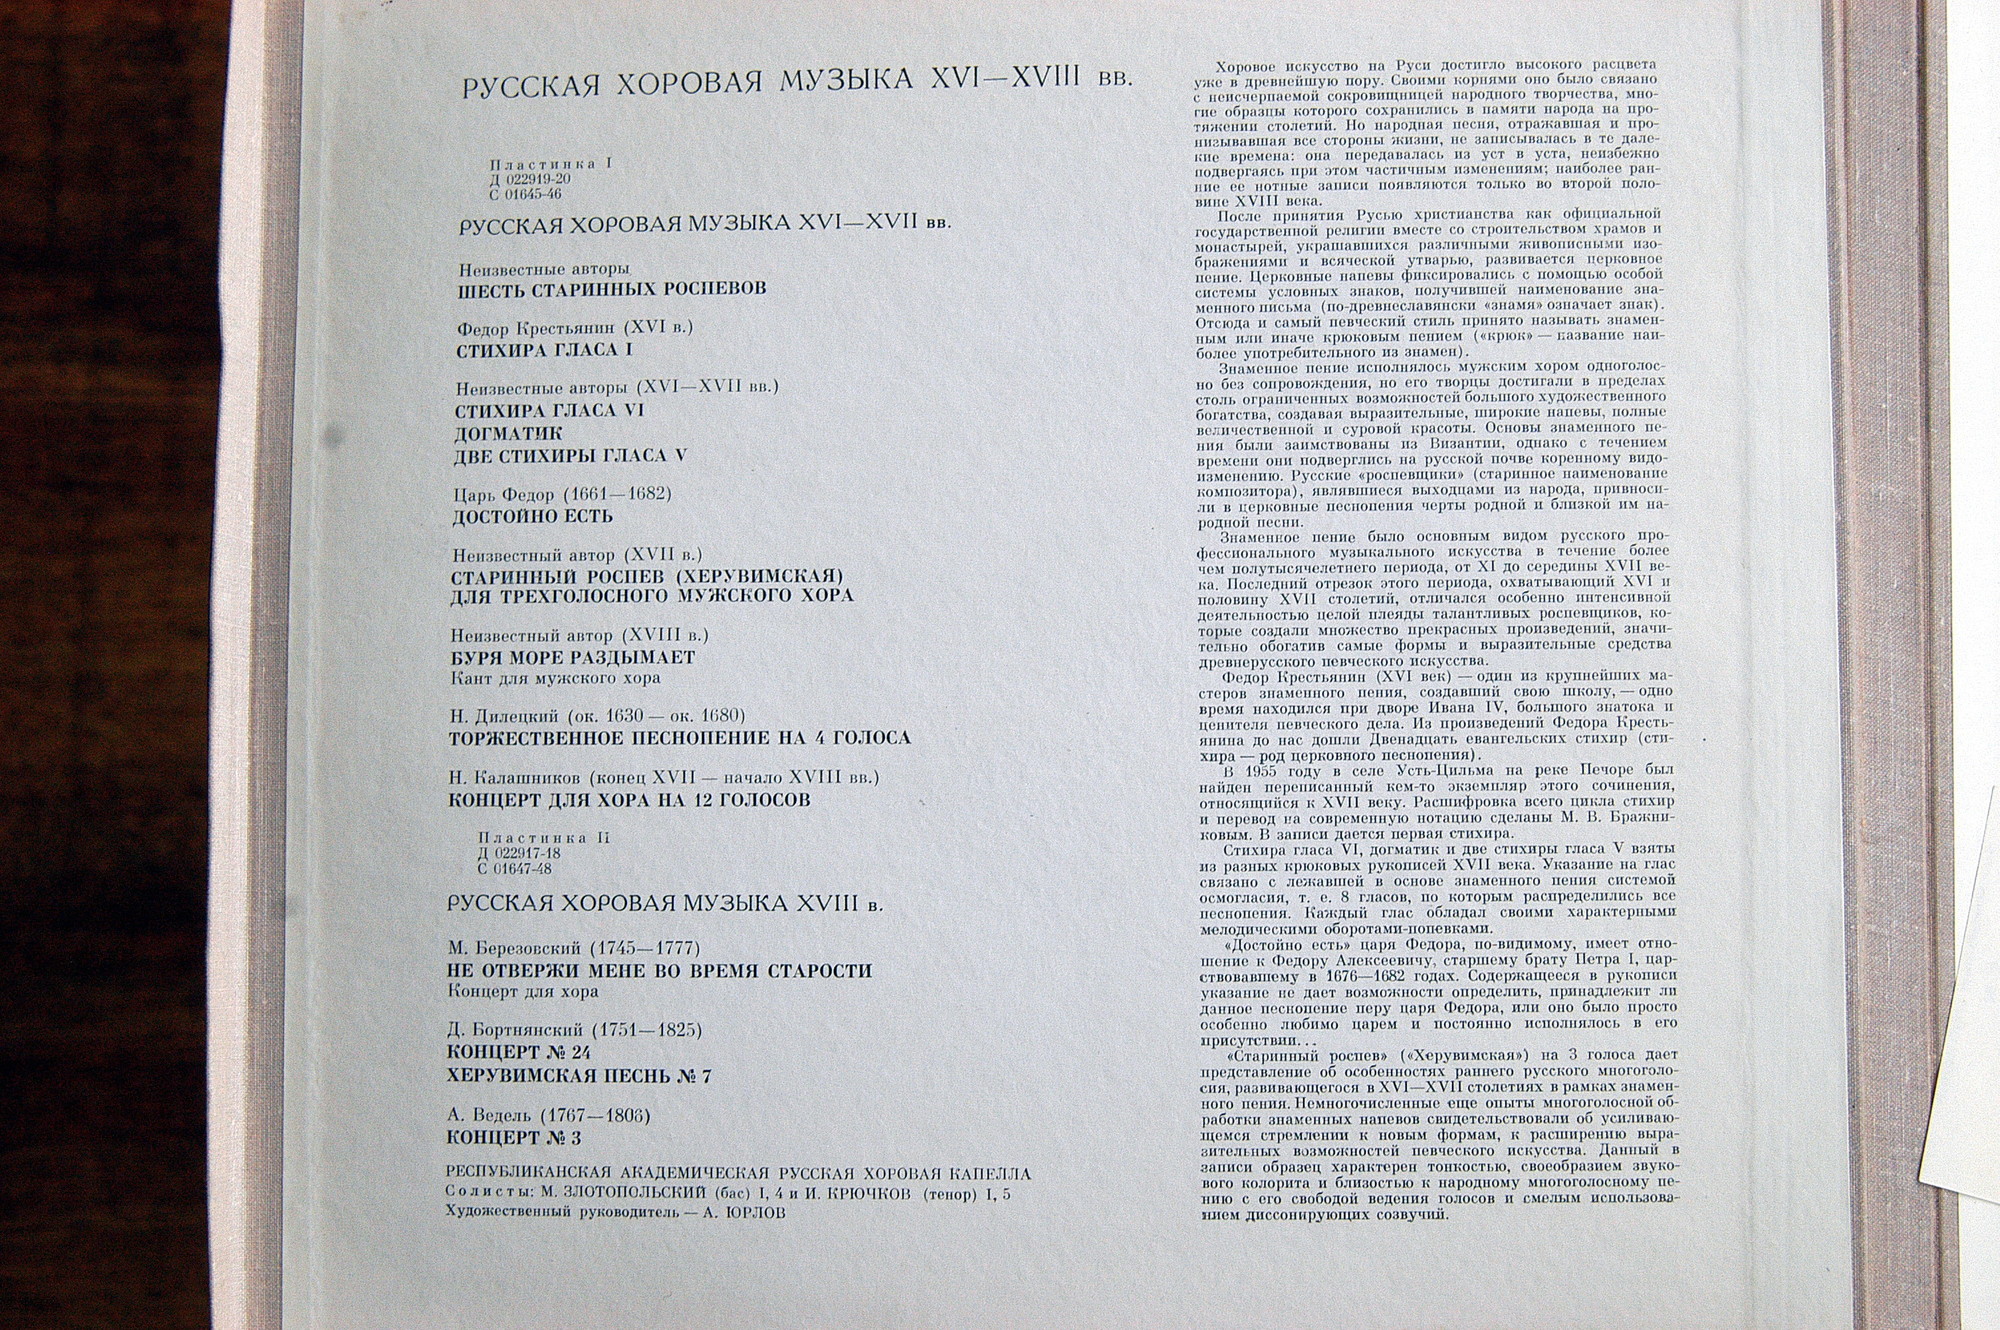 РУССКАЯ ХОРОВАЯ МУЗЫКА XVI—XVIII вв.
Пластинка I
Д 022919-20
С 01645-46
РУССКАЯ ХОРОВАЯ МУЗЫКА XVI—XVII вв.
Неизвестные авторы
ШЕСТЬ СТАРИННЫХ РОСПЕВОВ
Федор Крестьянин (XVI в.)
СТИХИРА ГЛАСА I
Неизвестные авторы (XVI—XVII вв.)
СТИХИРА ГЛАСА VI
ДОГМАТИК
ДВЕ СТИХИРЫ ГЛАСА V
Царь Федор (1661—1682)
ДОСТОЙНО ЕСТЬ
Неизвестный автор (XVII в.)
СТАРИННЫЙ РОСПЕВ (ХЕРУВИМСКАЯ)
ДЛЯ ТРЕХГОЛОСНОГО МУЖСКОГО ХОРА
Неизвестный автор (XVIII в.)
БУРЯ МОРЕ РАЗДЫМАЕТ
Кант для мужского хора
Н. Дилецкий (ок. 1630 — ок. 1680)
ТОРЖЕСТВЕННОЕ ПЕСНОПЕНИЕ НА 4 ГОЛОСА
Н. Калашников (конец XVII — начало XVIII вв.)
КОНЦЕРТ ДЛЯ ХОРА НА 12 ГОЛОСОВ
Пластинка II
Д 022917-18
С 01647-48
РУССКАЯ ХОРОВАЯ МУЗЫКА XVIII в.
М. Березовский (1745—1777)
НЕ ОТВЕРЖИ МЕНЕ ВО ВРЕМЯ СТАРОСТИ
Концерт для хора
Д. Бортнянский (1751—1825)
КОНЦЕРТ № 24
ХЕРУВИМСКАЯ ПЕСНЬ № 7
А. Ведель (1767—1806)
КОНЦЕРТ № 3
РЕСПУБЛИКАНСКАЯ АКАДЕМИЧЕСКАЯ РУССКАЯ ХОРОВАЯ КАПЕЛЛА
Солисты: М. ЗЛОТОПОЛЬСКИЙ (бас) I, 4 и И. КРЮЧКОВ (тенор) I, 5
Художественный руководитель — А. ЮРЛОВ
Хоровое искусство на Руси достигло высокого расцвета
уже в древнейшую пору. Своими корнями оно было связано
с неисчерпаемой сокровищницей народного творчества, мно-
гие образцы которого сохранились в памяти народа на про-
тяжении столетий. Но народная песня, отражавшая и про-
низывавшая все стороны жизни, не записывалась в те дале-
кие времена: она передавалась из уст в уста, неизбежно
подвергаясь при этом частичным изменениям; наиболее ран-
ние ее нотные записи появляются только во второй поло-
вине XVIII века.
После принятия Русью христианства как официальной
государственной религии вместе со строительством храмов и
монастырей, украшавшихся различными живописными изо-
бражениями и всяческой утварью, развивается церковное
пение. Церковные напевы фиксировались с помощью особой
системы условных знаков, получившей наименование зна-
менного письма (по-древнеславянски «знамя» означает знак).
Отсюда и самый певческий стиль принято называть знамен-
ным или иначе крюковым пением («крюк» — название наи-
более употребительного из знамен).
Знаменное пение исполнялось мужским хором одноголос-
но без сопровождения, но его творцы достигали в пределах
столь ограниченных возможностей большого художественного
богатства, создавая выразительные, широкие напевы, полные
величественной и суровой красоты. Основы знаменного пе-
ния были заимствованы из Византии, однако с течением
времени они подверглись на русской почве коренному видо-
изменению. Русские «роспевщики» (старинное наименование
композитора), являвшиеся выходцами из народа, привноси-
ли в церковные песнопения черты родной и близкой им на-
родной песни.
Знаменное пение было основным видом русского про-
фессионального музыкального искусства в течение более
чем полутысячелетнего периода, от XI до середины XVII ве-
ка. Последний отрезок этого периода, охватывающий XVI и
половину XVII столетий, отличался особенно интенсивной
деятельностью целой плеяды талантливых роспевщиков, ко-
торые создали множество прекрасных произведений, значи-
тельно обогатив самые формы и выразительные средства
древнерусского певческого искусства.
Федор Крестьянин (XVI век) — один из крупнейших ма-
стеров знаменного пения, создавший свою школу, — одно
время находился при дворе Ивана IV, большого знатока и
ценителя певческого дела. Из произведений Федора Кресть-
янина до нас дошли Двенадцать евангельских стихир (сти-
хира — род церковного песнопения).
В 1955 году в селе Усть-Цильма на реке Печоре был
найден переписанный кем-то экземпляр этого сочинения,
относящийся к XVII веку. Расшифровка всего цикла стихир
и перевод на современную нотацию сделаны М. В. Бражни-
ковым. В записи дается первая стихира.
Стихира гласа VI, догматик и две стихиры гласа V взяты
из разных крюковых рукописей XVII века. Указание на глас
связано с лежавшей в основе знаменного пения системой
осмогласия, т. е. 8 гласов, по которым распределились все
песнопения. Каждый глас обладал своими характерными
мелодическими оборотами-попевками.
«Достойно есть» царя Федора, по-видимому, имеет отно-
шение к Федору Алексеевичу, старшему брату Петра I, цар-
ствовавшему в 1676—1682 годах. Содержащееся в рукописи
указание не дает возможности определить, принадлежит ли
данное песнопение перу царя Федора, или оно было просто
особенно любимо царем и постоянно исполнялось в его
присутствии...
«Старинный роспев» («Херувимская») на 3 голоса дает
представление об особенностях раннего русского многоголо-
сия, развивающегося в XVI—XVII столетиях в рамках знамен-
ного пения. Немногочисленные еще опыты многоголосной об-
работки знаменных напевов свидетельствовали об усиливаю-
щемся стремлении к новым формам, к расширению выра-
зительных возможностей певческого искусства. Данный в
записи образец характерен тонкостью, своеобразием звуко-
вого колорита и близостью к народному многоголосному пе-
нию с его свободой ведения голосов и смелым использова-
нием диссонирующих созвучий.